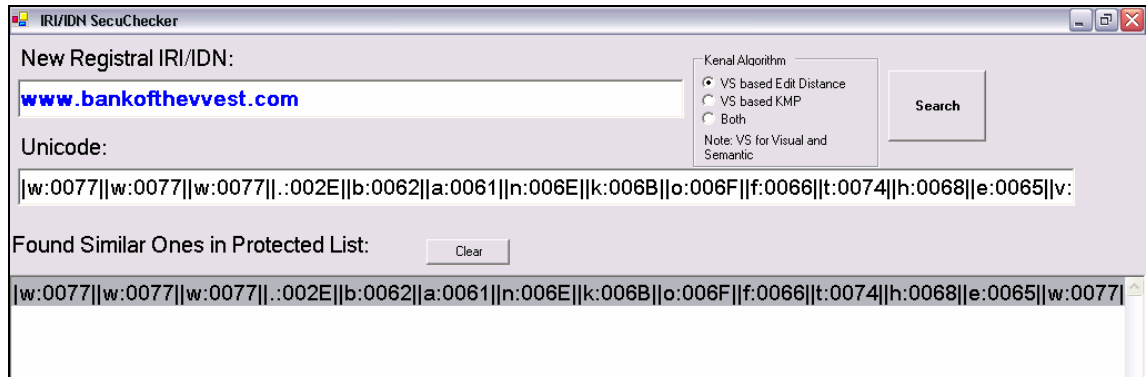 IRI/IDN SecuChecker
New Registral IRI/IDN:
www.bankofthevvest.com
Kenal Algorithm
VS based Edit Distance
VS based KMP
Both
Note: VS for Visual and
Semantic
Search
Unicode:
|w:0077||w:0077||w:0077||.:002E||b:0062||a:0061||n:006E||k:006B||o:006F||f:0066||t:0074||h:0068||e:0065||v:
Found Similar Ones in Protected List:
Clear
|w:0077||w:0077||w:0077||.:002E||b:0062||a:0061||n:006E||k:006B||o:006F||f:0066||t:0074||h:0068||e:0065||w:0077|